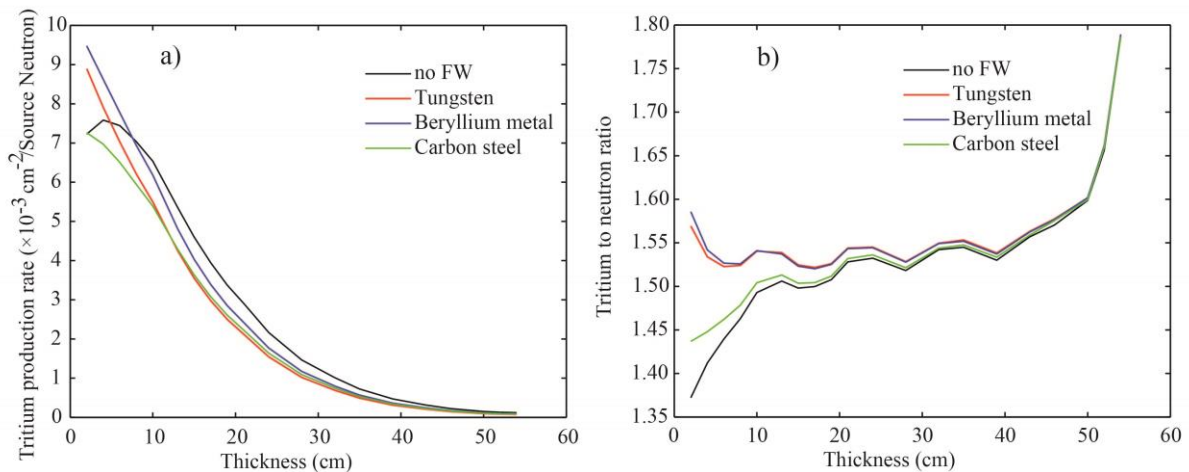 a)
no FW
Tungsten
Beryllium metal
Carbon steel
Tritium production rate (×10⁻³ cm⁻²/Source Neutron)
10
9
8
7
6
5
4
3
2
1
0
0 10 20 30 40 50 60
Thickness (cm)
b)
no FW
Tungsten
Beryllium metal
Carbon steel
Tritium to neutron ratio
1.80
1.75
1.70
1.65
1.60
1.55
1.50
1.45
1.40
1.35
0 10 20 30 40 50 60
Thickness (cm)